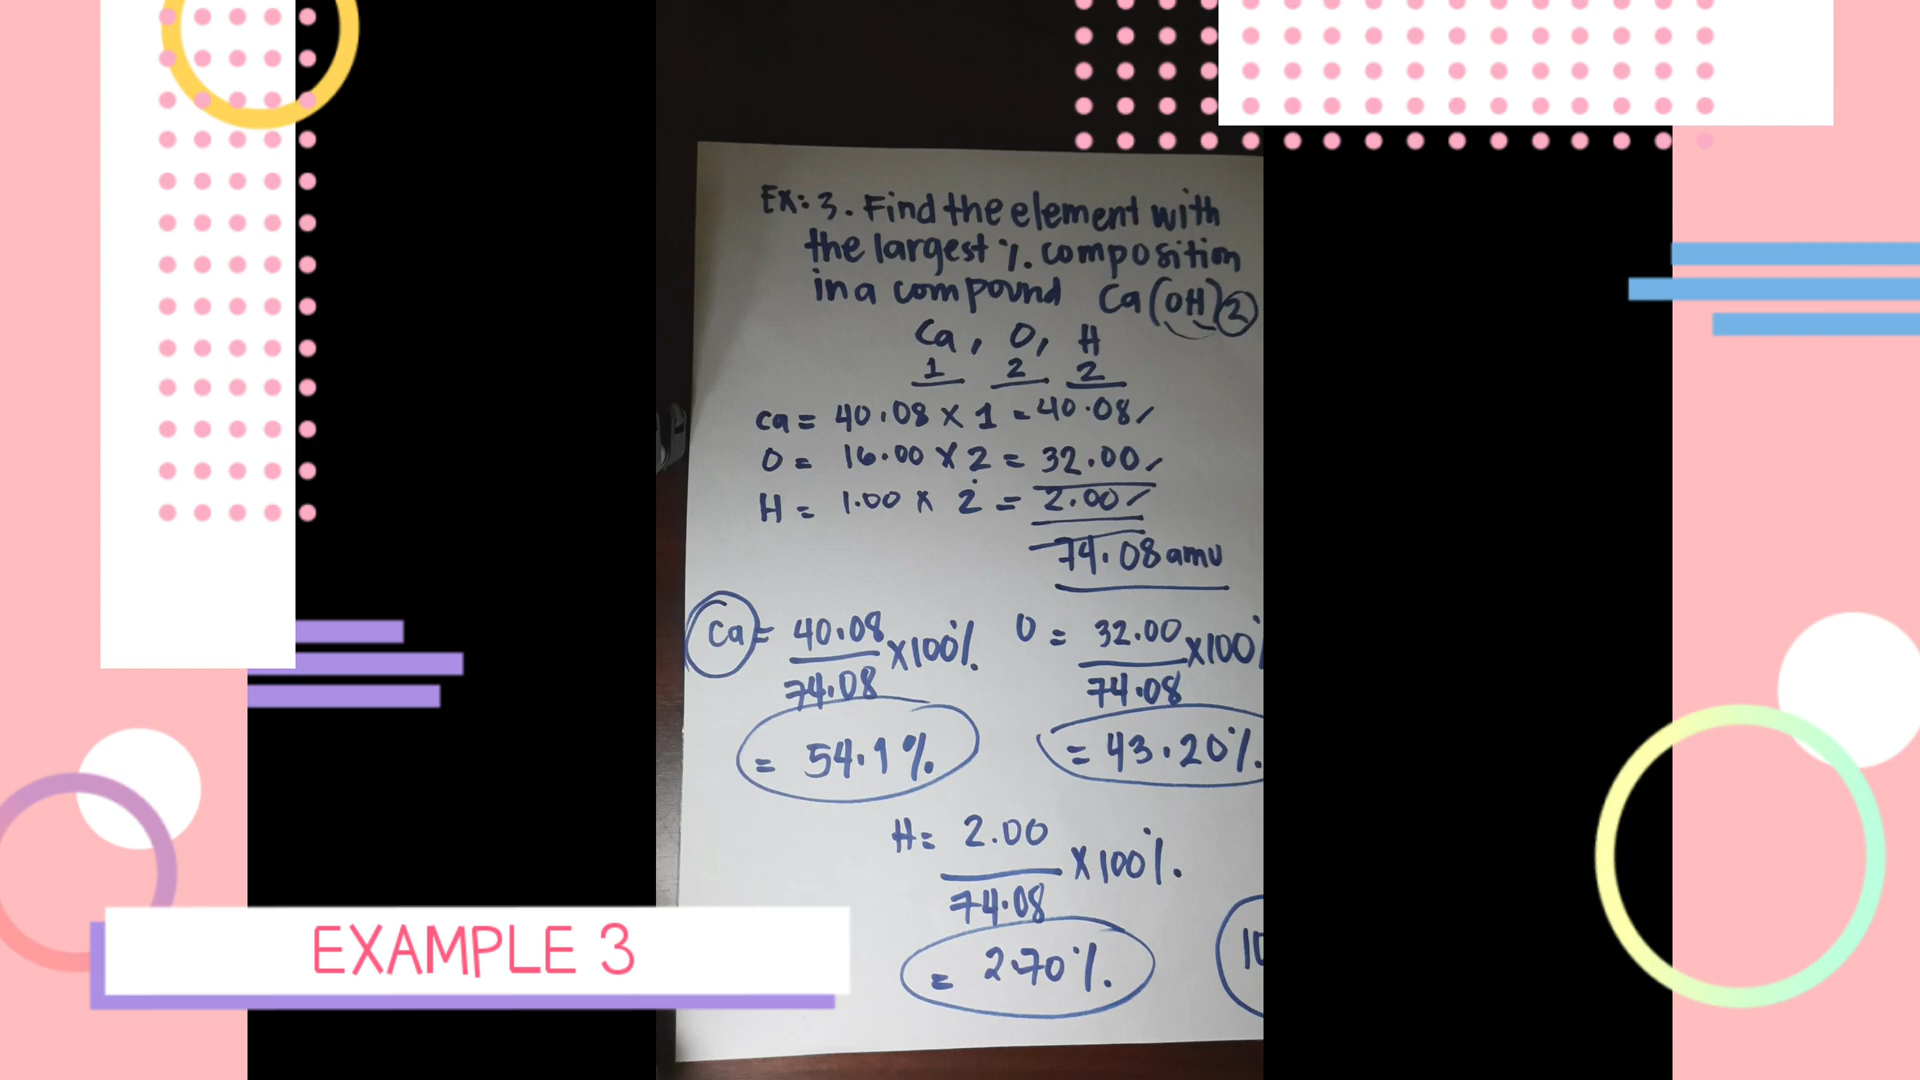 Ex: 3. Find the element with
the largest %. composition
in a compound Ca(OH)2
Ca, O, H
1 2 2
Ca = 40.08 x 1 = 40.08
O = 16.00 x 2 = 32.00
H = 1.00 x 2 = 2.00
74.08 amu
Ca = 40.08 x100% O = 32.00 x100%
74.08 74.08
= 54.1% = 43.20%
H = 2.00 x100%
74.08
= 2.70%
EXAMPLE 3